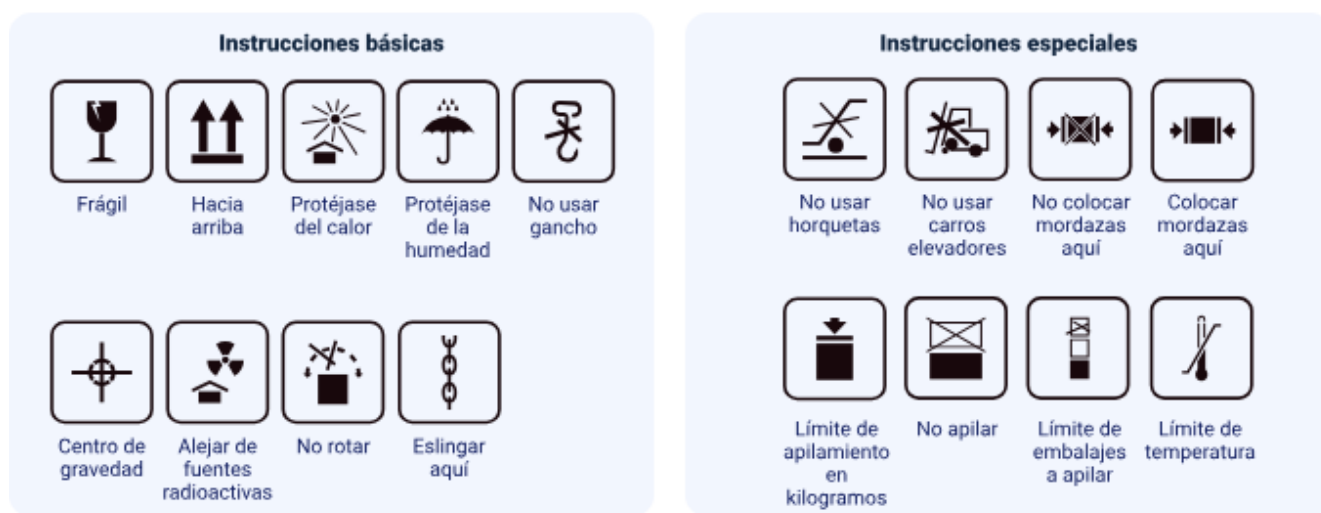 Instrucciones básicas
Frágil
Hacia
arriba
Protéjase
del calor
Protéjase
de la
humedad
No usar
gancho
Centro de
gravedad
Alejar de
fuentes
radioactivas
No rotar
Eslingar
aquí
Instrucciones especiales
No usar
horquetas
No usar
carros
elevadores
No colocar
mordazas
aquí
Colocar
mordazas
aquí
Límite de
apilamiento
en
kilogramos
No apilar
Límite de
embalajes
a apilar
Límite de
temperatura